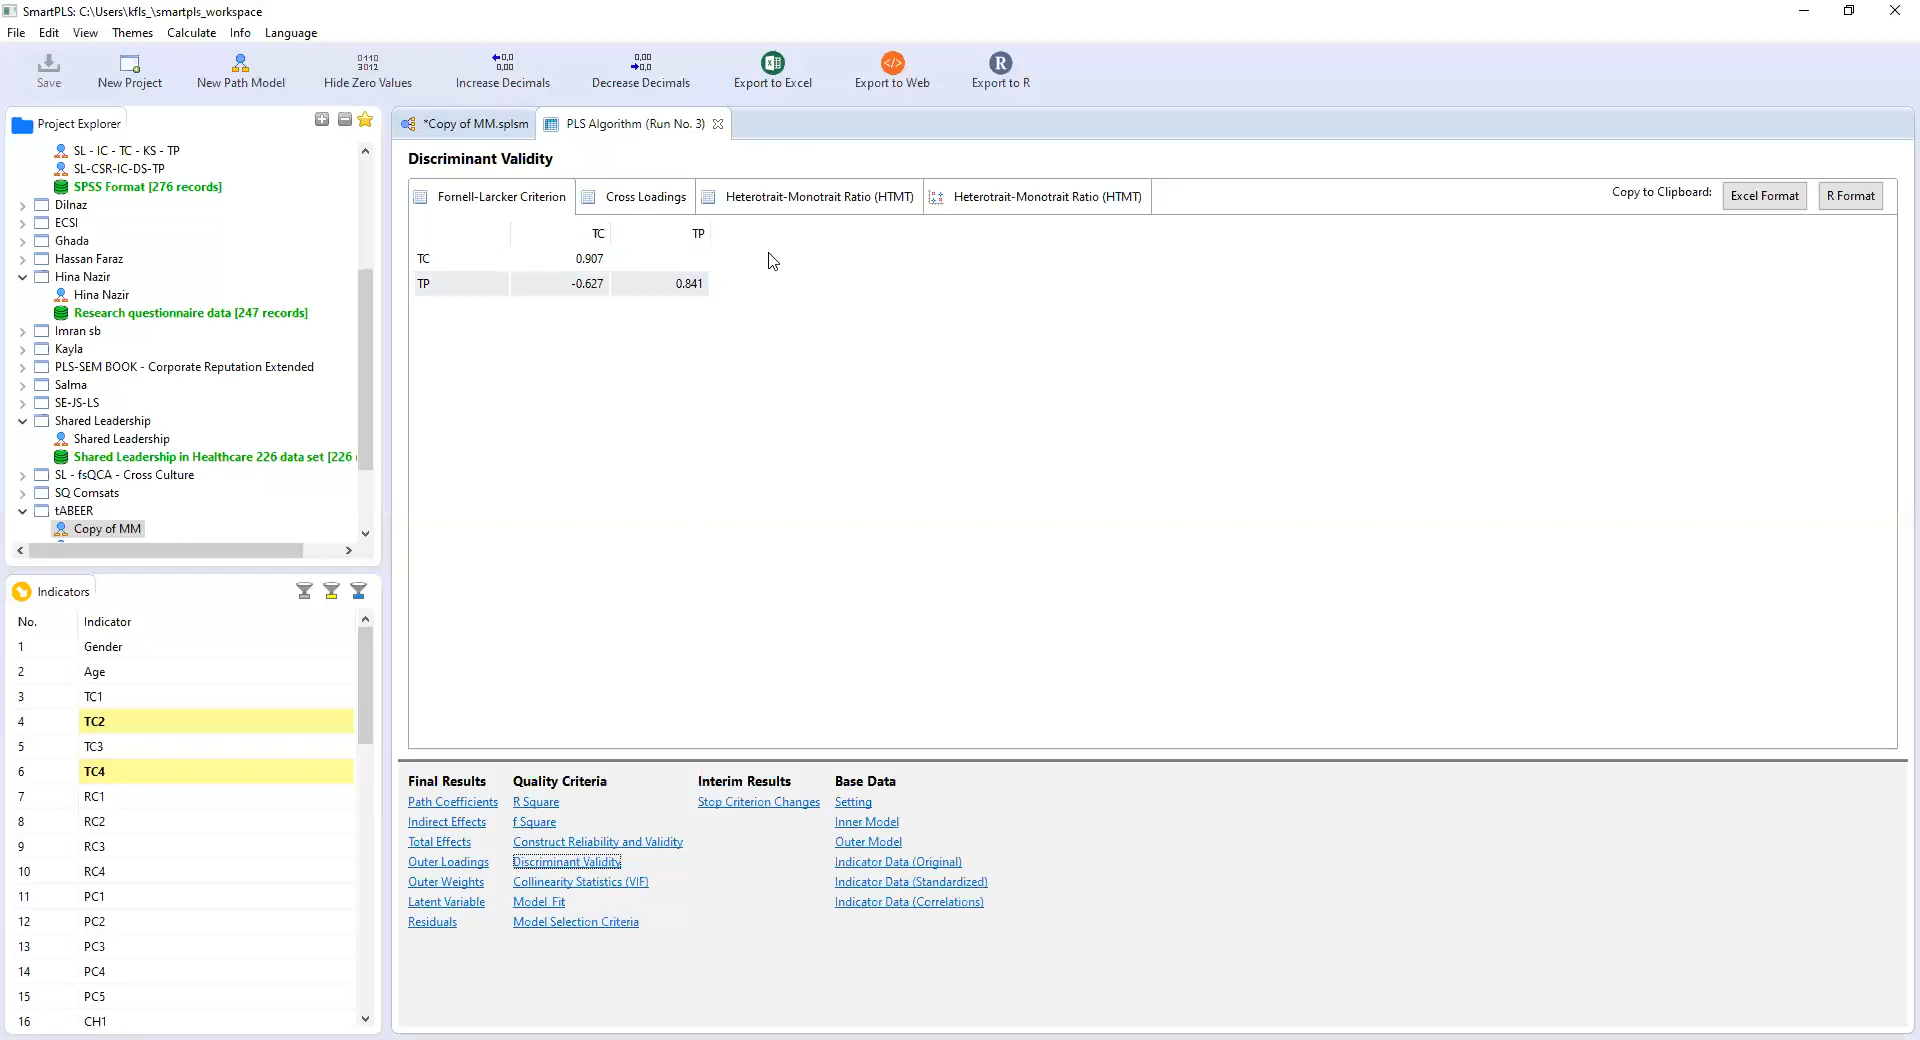 SmartPLS: C:\Users\kfls_\smartpls_workspace
File Edit View Themes Calculate Info Language
Save New Project New Path Model Hide Zero Values Increase Decimals Decrease Decimals Export to Excel Export to Web Export to R
Project Explorer
SL - IC - TC - KS - TP
SL-CSR-IC-DS-TP
SPSS Format [276 records]
Dilnaz
ECSI
Ghada
Hassan Faraz
Hina Nazir
Hina Nazir
Research questionnaire data [247 records]
Imran sb
Kayla
PLS-SEM BOOK - Corporate Reputation Extended
Salma
SE-JS-LS
Shared Leadership
Shared Leadership
Shared Leadership in Healthcare 226 data set [226
SL - fsQCA - Cross Culture
SQ Comsats
tABEER
Copy of MM
Indicators
No. Indicator
1 Gender
2 Age
3 TC1
4 TC2
5 TC3
6 TC4
7 RC1
8 RC2
9 RC3
10 RC4
11 PC1
12 PC2
13 PC3
14 PC4
15 PC5
16 CH1
*Copy of MM.splsm PLS Algorithm (Run No. 3)
Discriminant Validity
Fornell-Larcker Criterion Cross Loadings Heterotrait-Monotrait Ratio (HTMT) Heterotrait-Monotrait Ratio (HTMT) Copy to Clipboard: Excel Format R Format
TC TP
TC 0.907
TP -0.627 0.841
Final Results Quality Criteria Interim Results Base Data
Path Coefficients R Square Stop Criterion Changes Setting
Indirect Effects f Square Inner Model
Total Effects Construct Reliability and Validity Outer Model
Outer Loadings Discriminant Validity Indicator Data (Original)
Outer Weights Collinearity Statistics (VIF) Indicator Data (Standardized)
Latent Variable Model_Fit Indicator Data (Correlations)
Residuals Model Selection Criteria